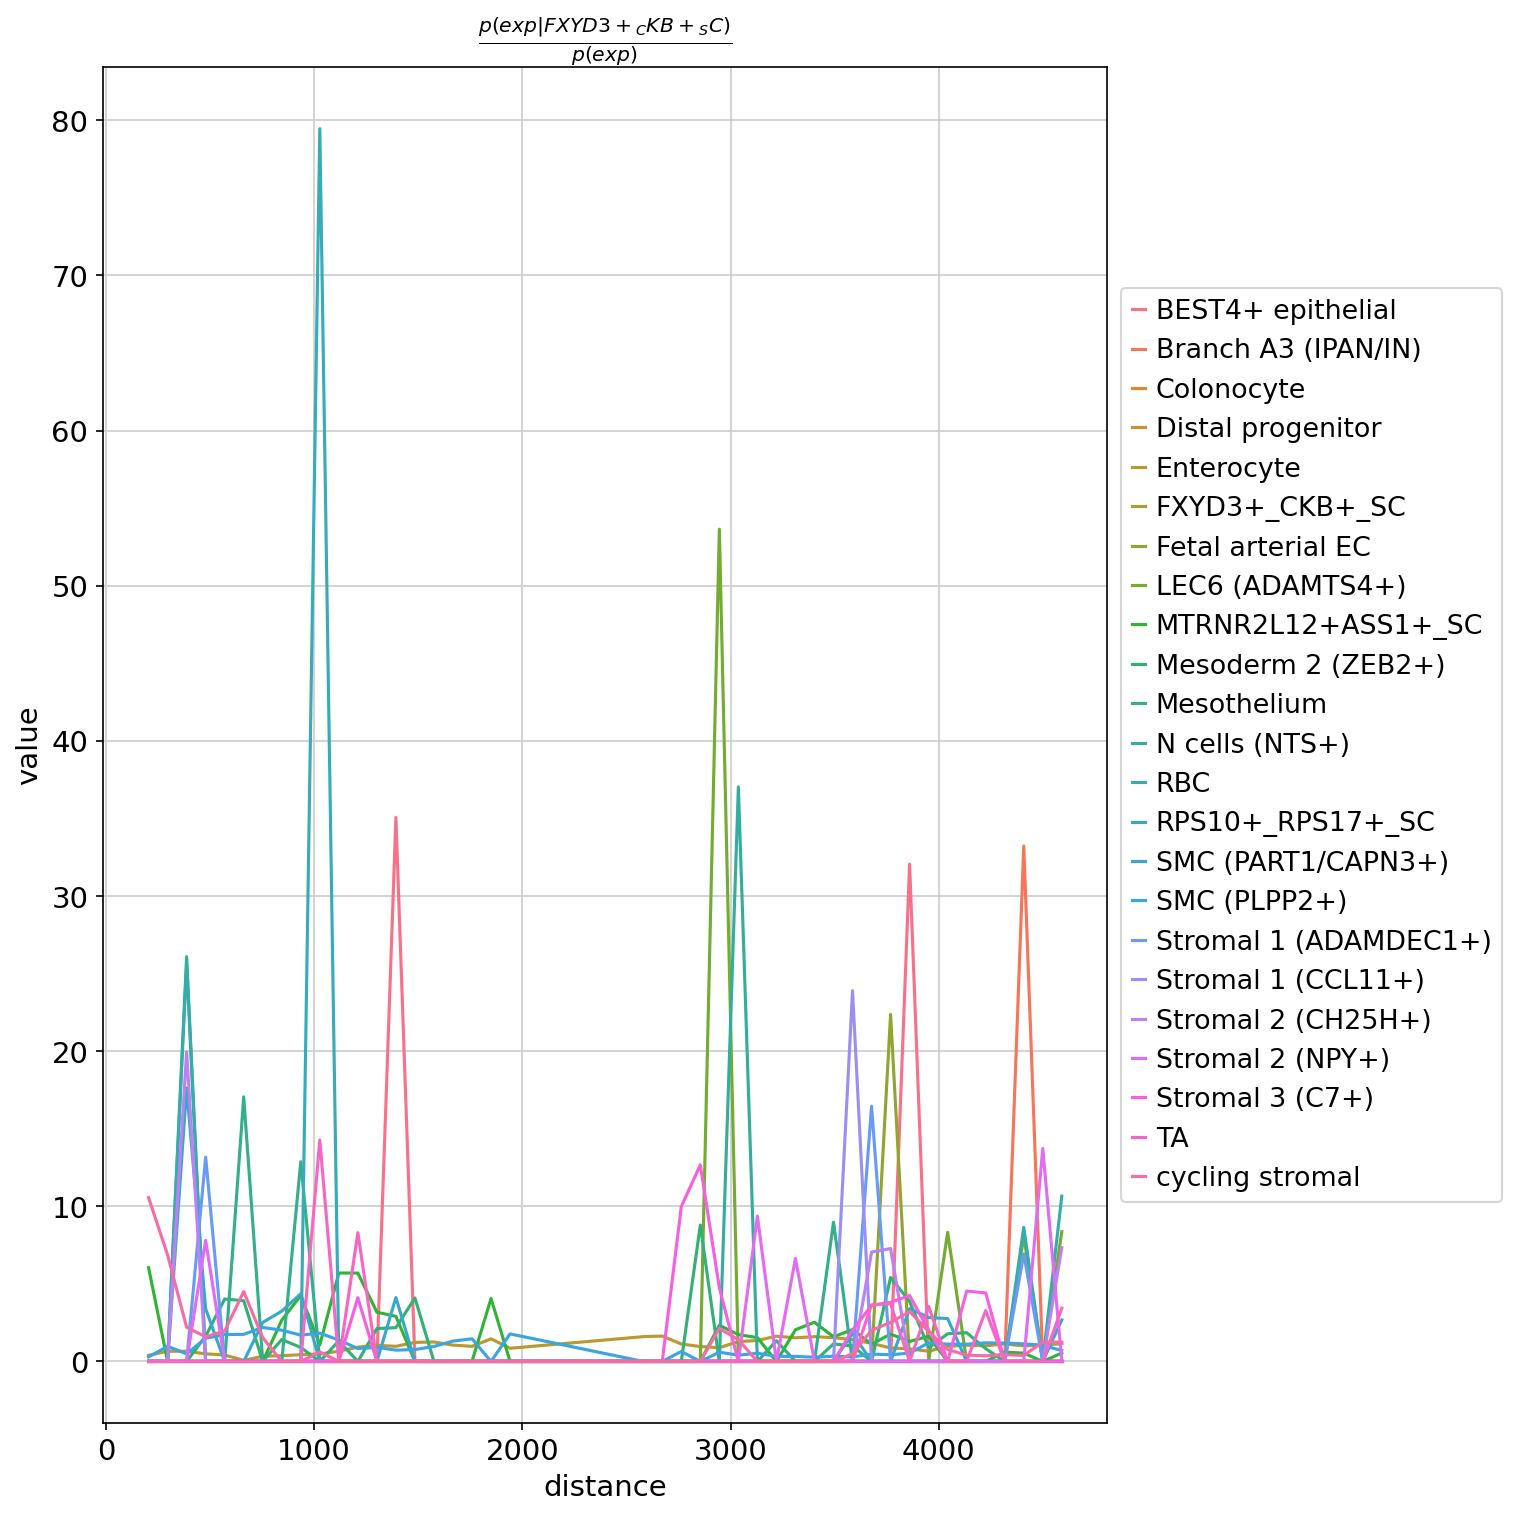 p(exp|FXYD3 + CKB + SC)
p(exp)
80
70
60
50
40
30
20
10
0
value
0 1000 2000 3000 4000
distance
BEST4+ epithelial
Branch A3 (IPAN/IN)
Colonocyte
Distal progenitor
Enterocyte
FXYD3+_CKB+_SC
Fetal arterial EC
LEC6 (ADAMTS4+)
MTRNR2L12+ASS1+_SC
Mesoderm 2 (ZEB2+)
Mesothelium
N cells (NTS+)
RBC
RPS10+_RPS17+_SC
SMC (PART1/CAPN3+)
SMC (PLPP2+)
Stromal 1 (ADAMDEC1+)
Stromal 1 (CCL11+)
Stromal 2 (CH25H+)
Stromal 2 (NPY+)
Stromal 3 (C7+)
TA
cycling stromal